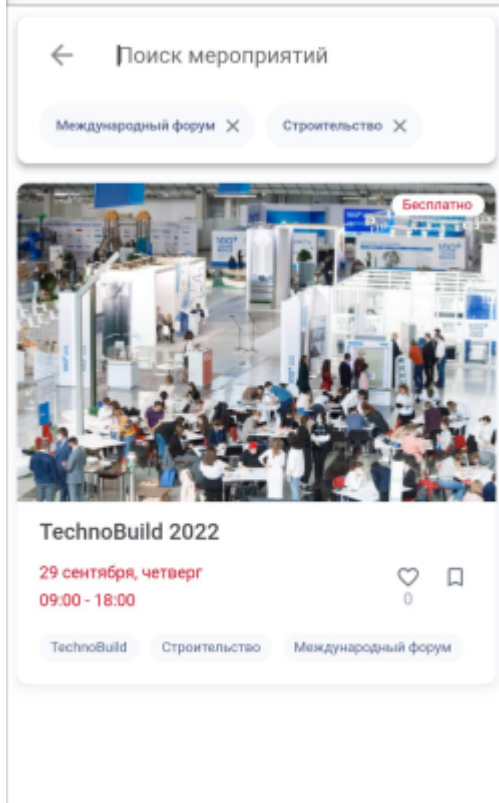 Поиск мероприятий
Международный форум
Строительство
Бесплатно
TechnoBuild 2022
29 сентября, четверг
09:00 - 18:00
0
TechnoBuild Строительство Международный форум